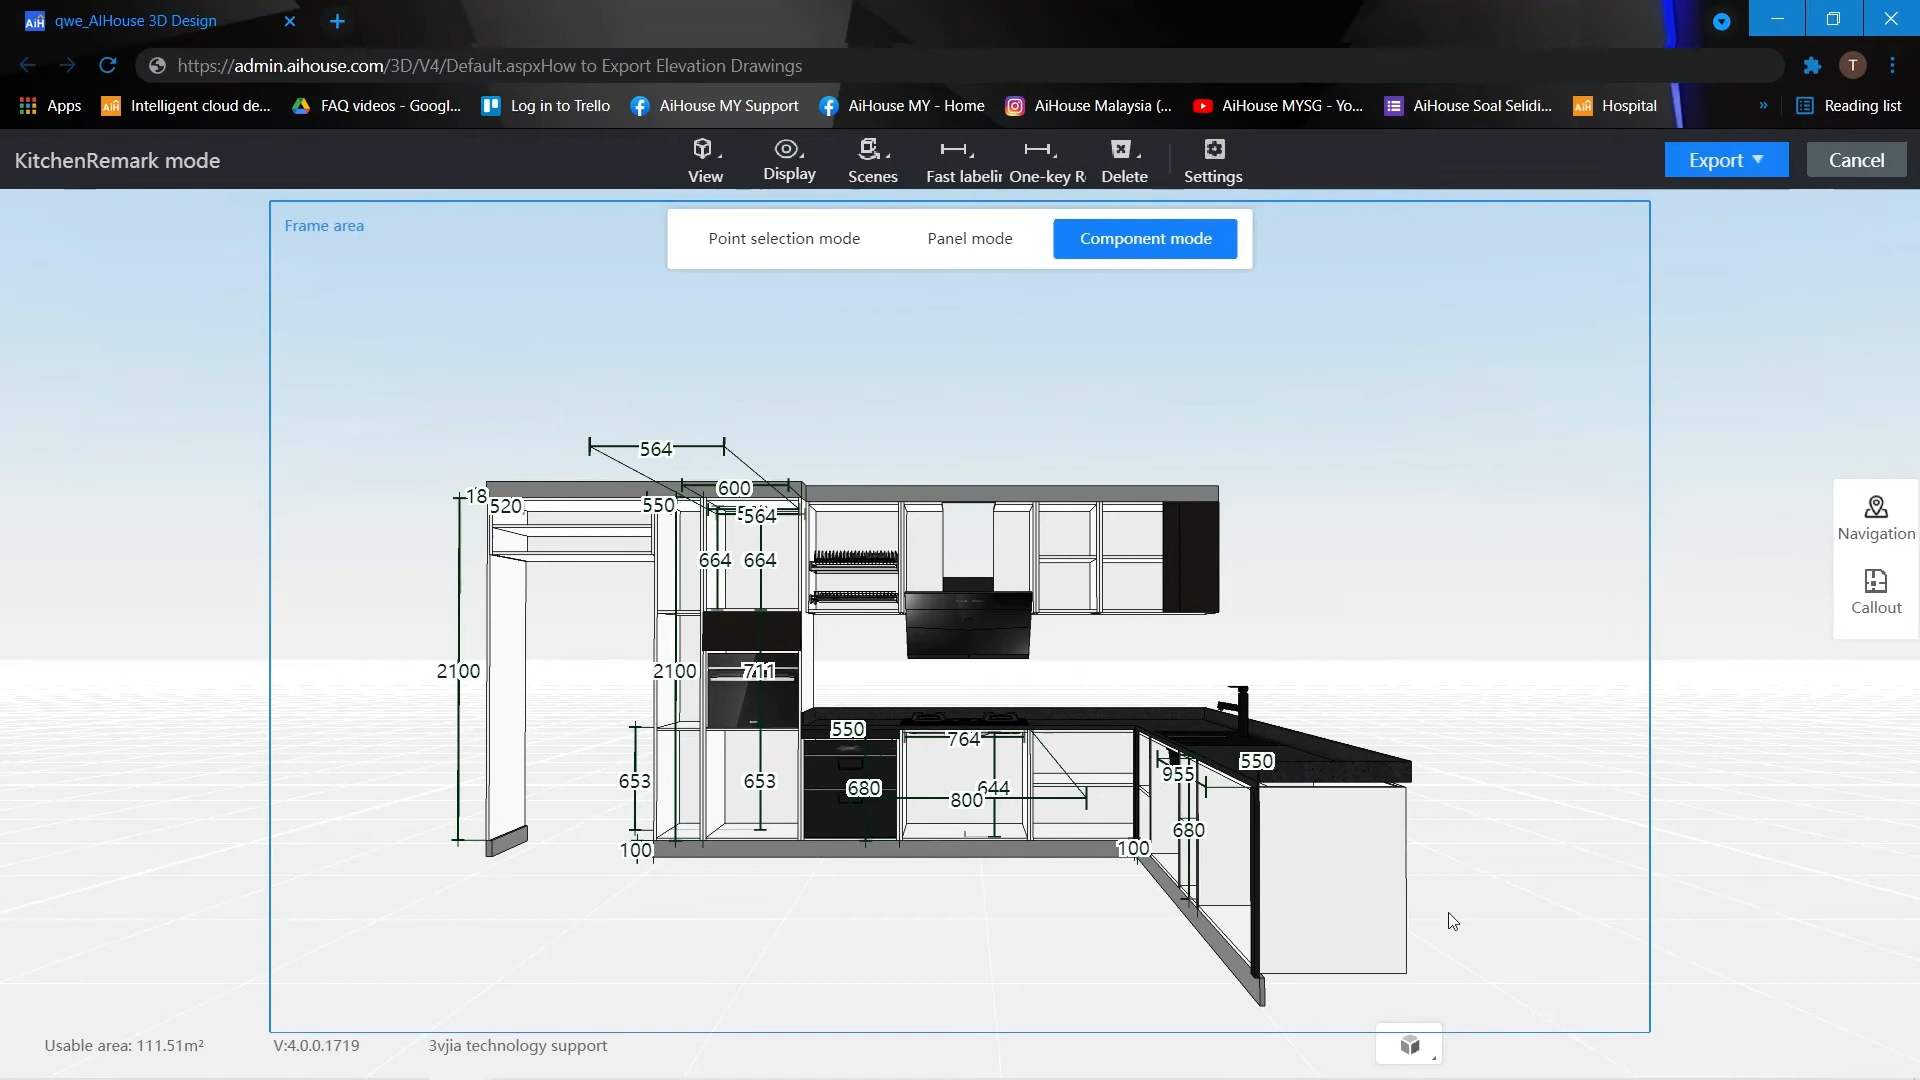 qwe_AIHouse 3D Design
https://admin.aihouse.com/3D/V4/Default.aspxHow to Export Elevation Drawings
T
Apps
Intelligent cloud de...
FAQ videos - Googl...
Log in to Trello
AiHouse MY Support
AiHouse MY - Home
AiHouse Malaysia (...
AiHouse MYSG - Yo...
AiHouse Soal Selidi...
Hospital
»
Reading list
KitchenRemark mode
View
Display
Scenes
Fast labelin
One-key R
Delete
Settings
Export
Cancel
Frame area
Point selection mode
Panel mode
Component mode
564
18
520
550
600
564
664
664
2100
2100
711
653
653
550
764
680
644
800
955
550
680
100
100
Navigation
Callout
Usable area: 111.51m²
V:4.0.0.1719
3vjia technology support